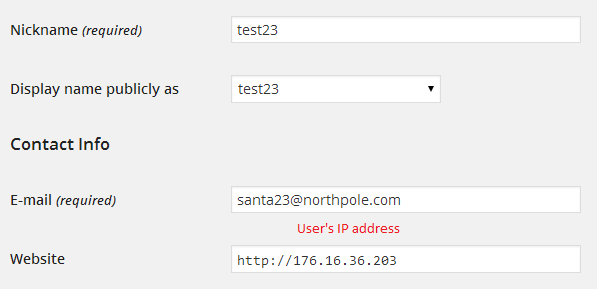 Nickname (required) test23
Display name publicly as test23
Contact Info
E-mail (required) santa23@northpole.com
User's IP address
Website http://176.16.36.203